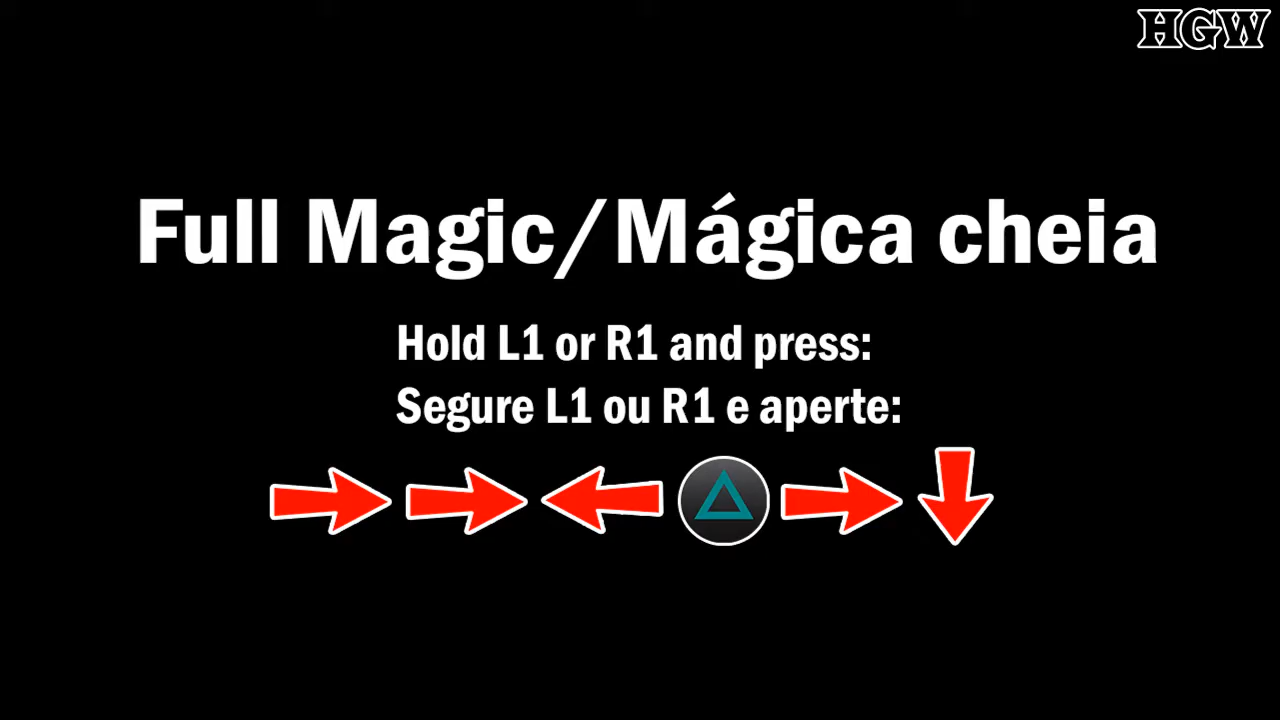 HGW
Full Magic/Mágica cheia
Hold L1 or R1 and press:
Segure L1 ou R1 e aperte: